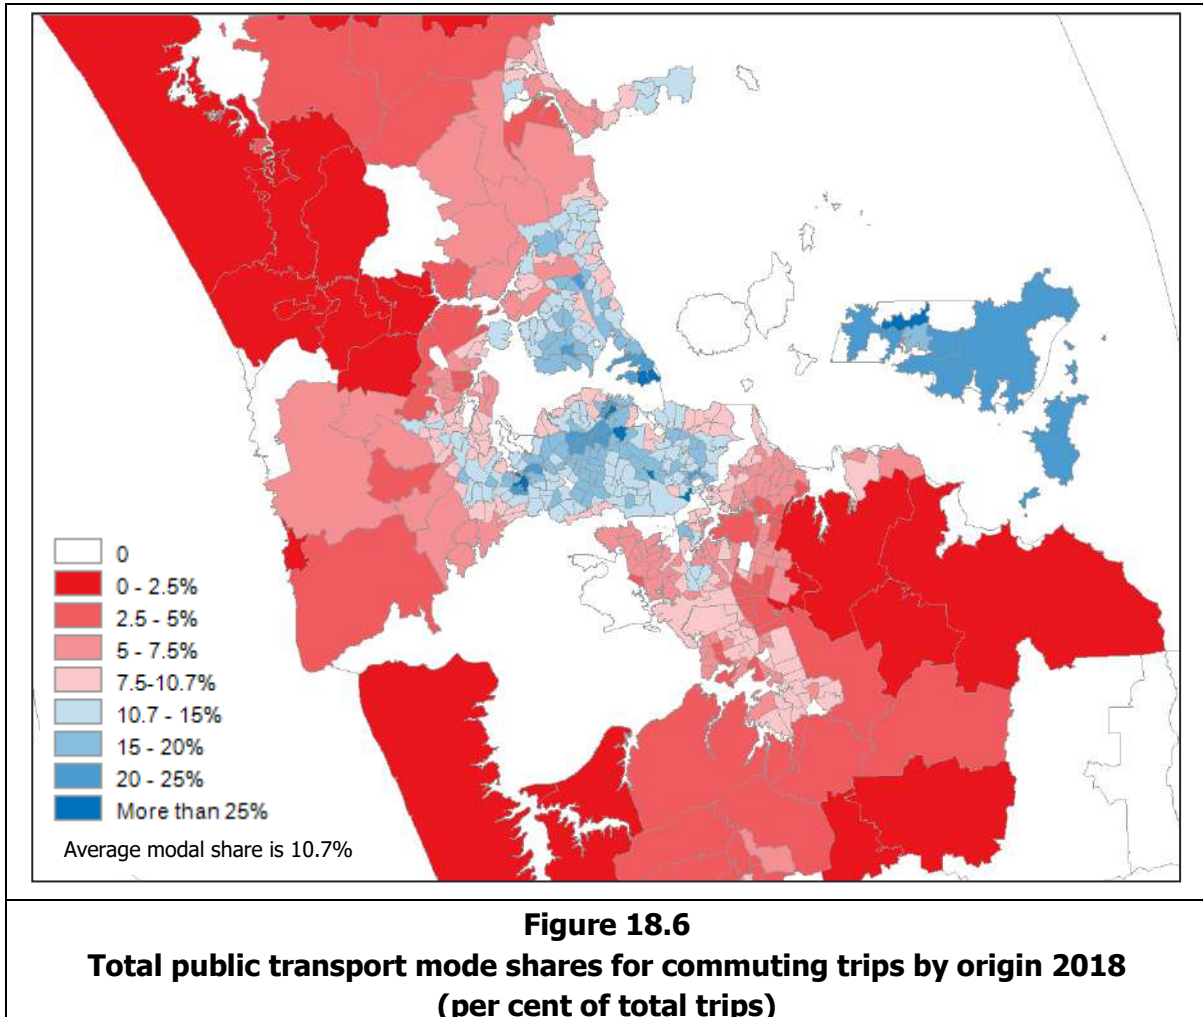 0
0 - 2.5%
2.5 - 5%
5 - 7.5%
7.5-10.7%
10.7 - 15%
15 - 20%
20 - 25%
More than 25%
Average modal share is 10.7%
Figure 18.6
Total public transport mode shares for commuting trips by origin 2018
(per cent of total trips)